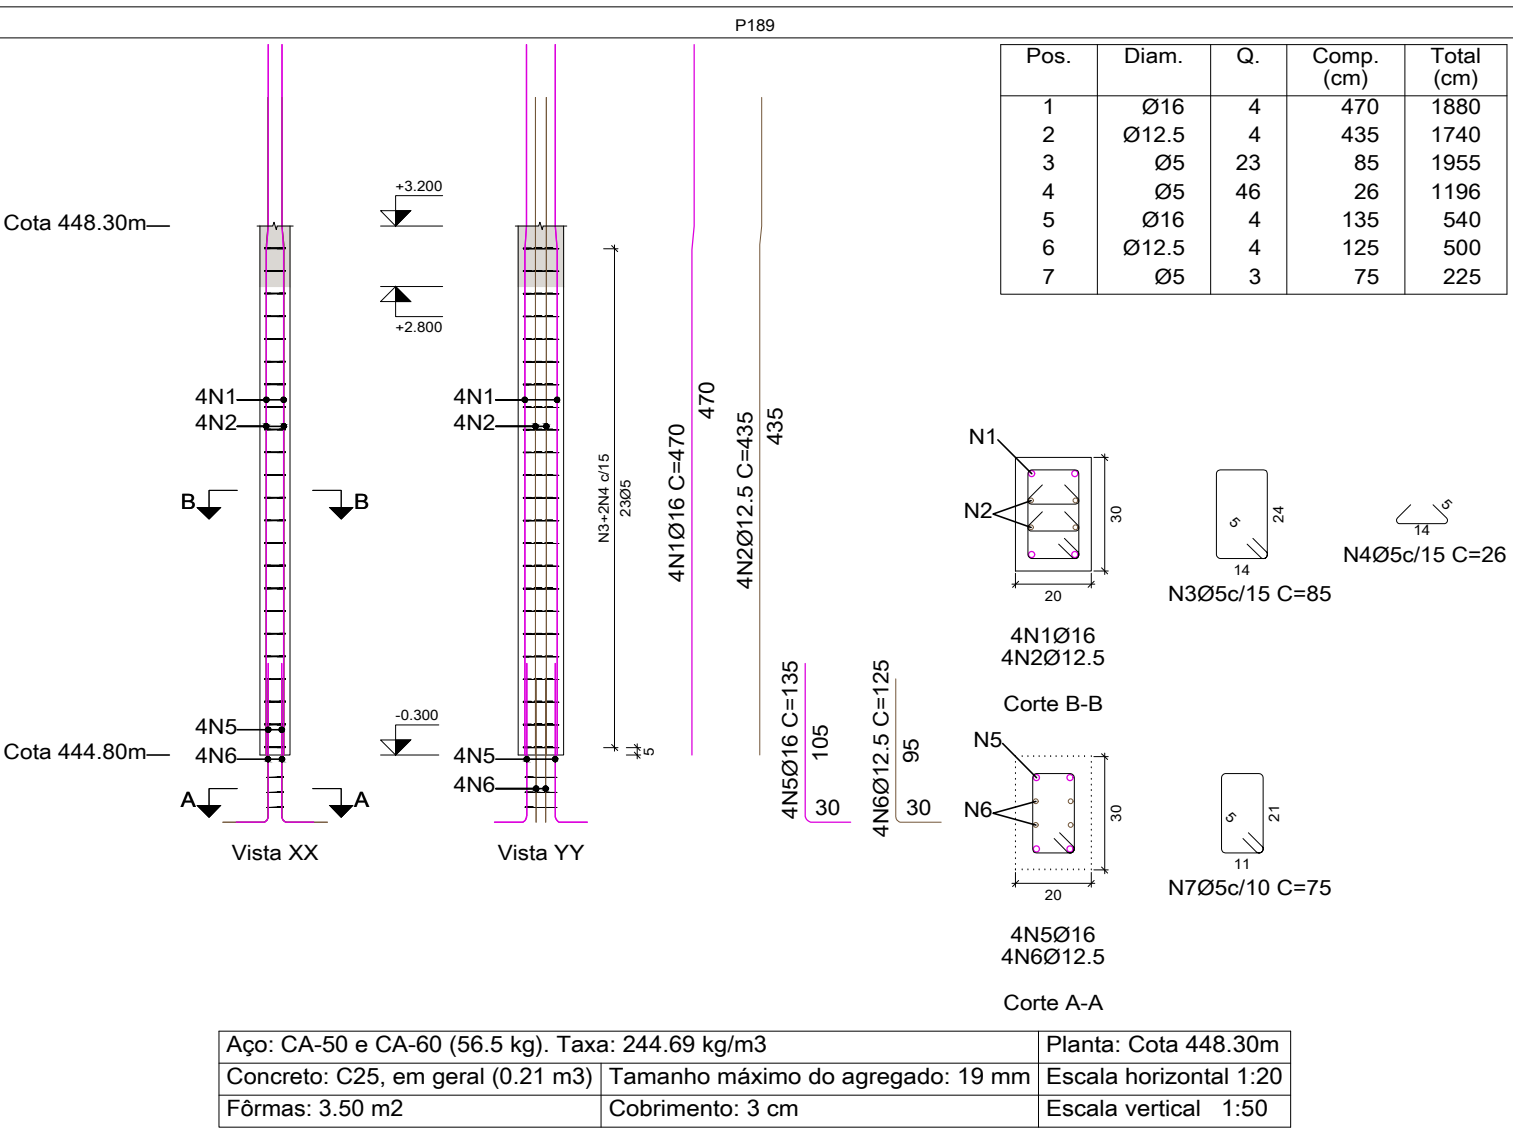 P189
Pos. Diam. Q. Comp. (cm) Total (cm)
1 Ø16 4 470 1880
2 Ø12.5 4 435 1740
3 Ø5 23 85 1955
4 Ø5 46 26 1196
5 Ø16 4 135 540
6 Ø12.5 4 125 500
7 Ø5 3 75 225
Cota 448.30m
+3.200
+2.800
4N1
4N2
4N1
4N2
B B
Cota 444.80m
-0.300
4N5
4N6
4N5
4N6
A A
Vista XX
Vista YY
N3+2N4 c/15
23Ø5
5
4N1Ø16 C=470
470
4N2Ø12.5 C=435
435
4N5Ø16 C=135
105
30
4N6Ø12.5 C=125
95
30
N1
N2
30
20
4N1Ø16
4N2Ø12.5
Corte B-B
5
24
14
N3Ø5c/15 C=85
5
14
N4Ø5c/15 C=26
N5
N6
30
20
4N5Ø16
4N6Ø12.5
Corte A-A
5
21
11
N7Ø5c/10 C=75
Aço: CA-50 e CA-60 (56.5 kg). Taxa: 244.69 kg/m3 Planta: Cota 448.30m
Concreto: C25, em geral (0.21 m3) Tamanho máximo do agregado: 19 mm Escala horizontal 1:20
Fôrmas: 3.50 m2 Cobrimento: 3 cm Escala vertical 1:50